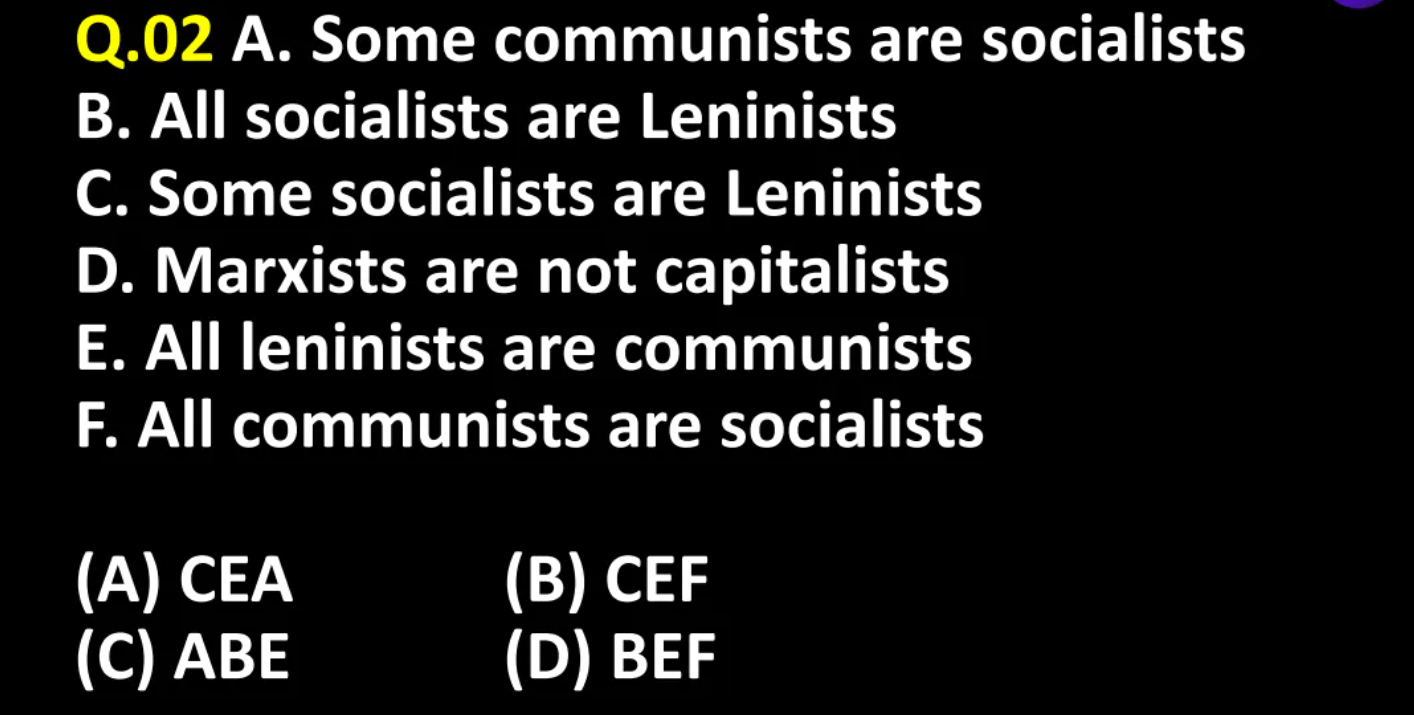 Q.02 A. Some communists are socialists
B. All socialists are Leninists
C. Some socialists are Leninists
D. Marxists are not capitalists
E. All leninists are communists
F. All communists are socialists
(A) CEA (B) CEF
(C) ABE (D) BEF